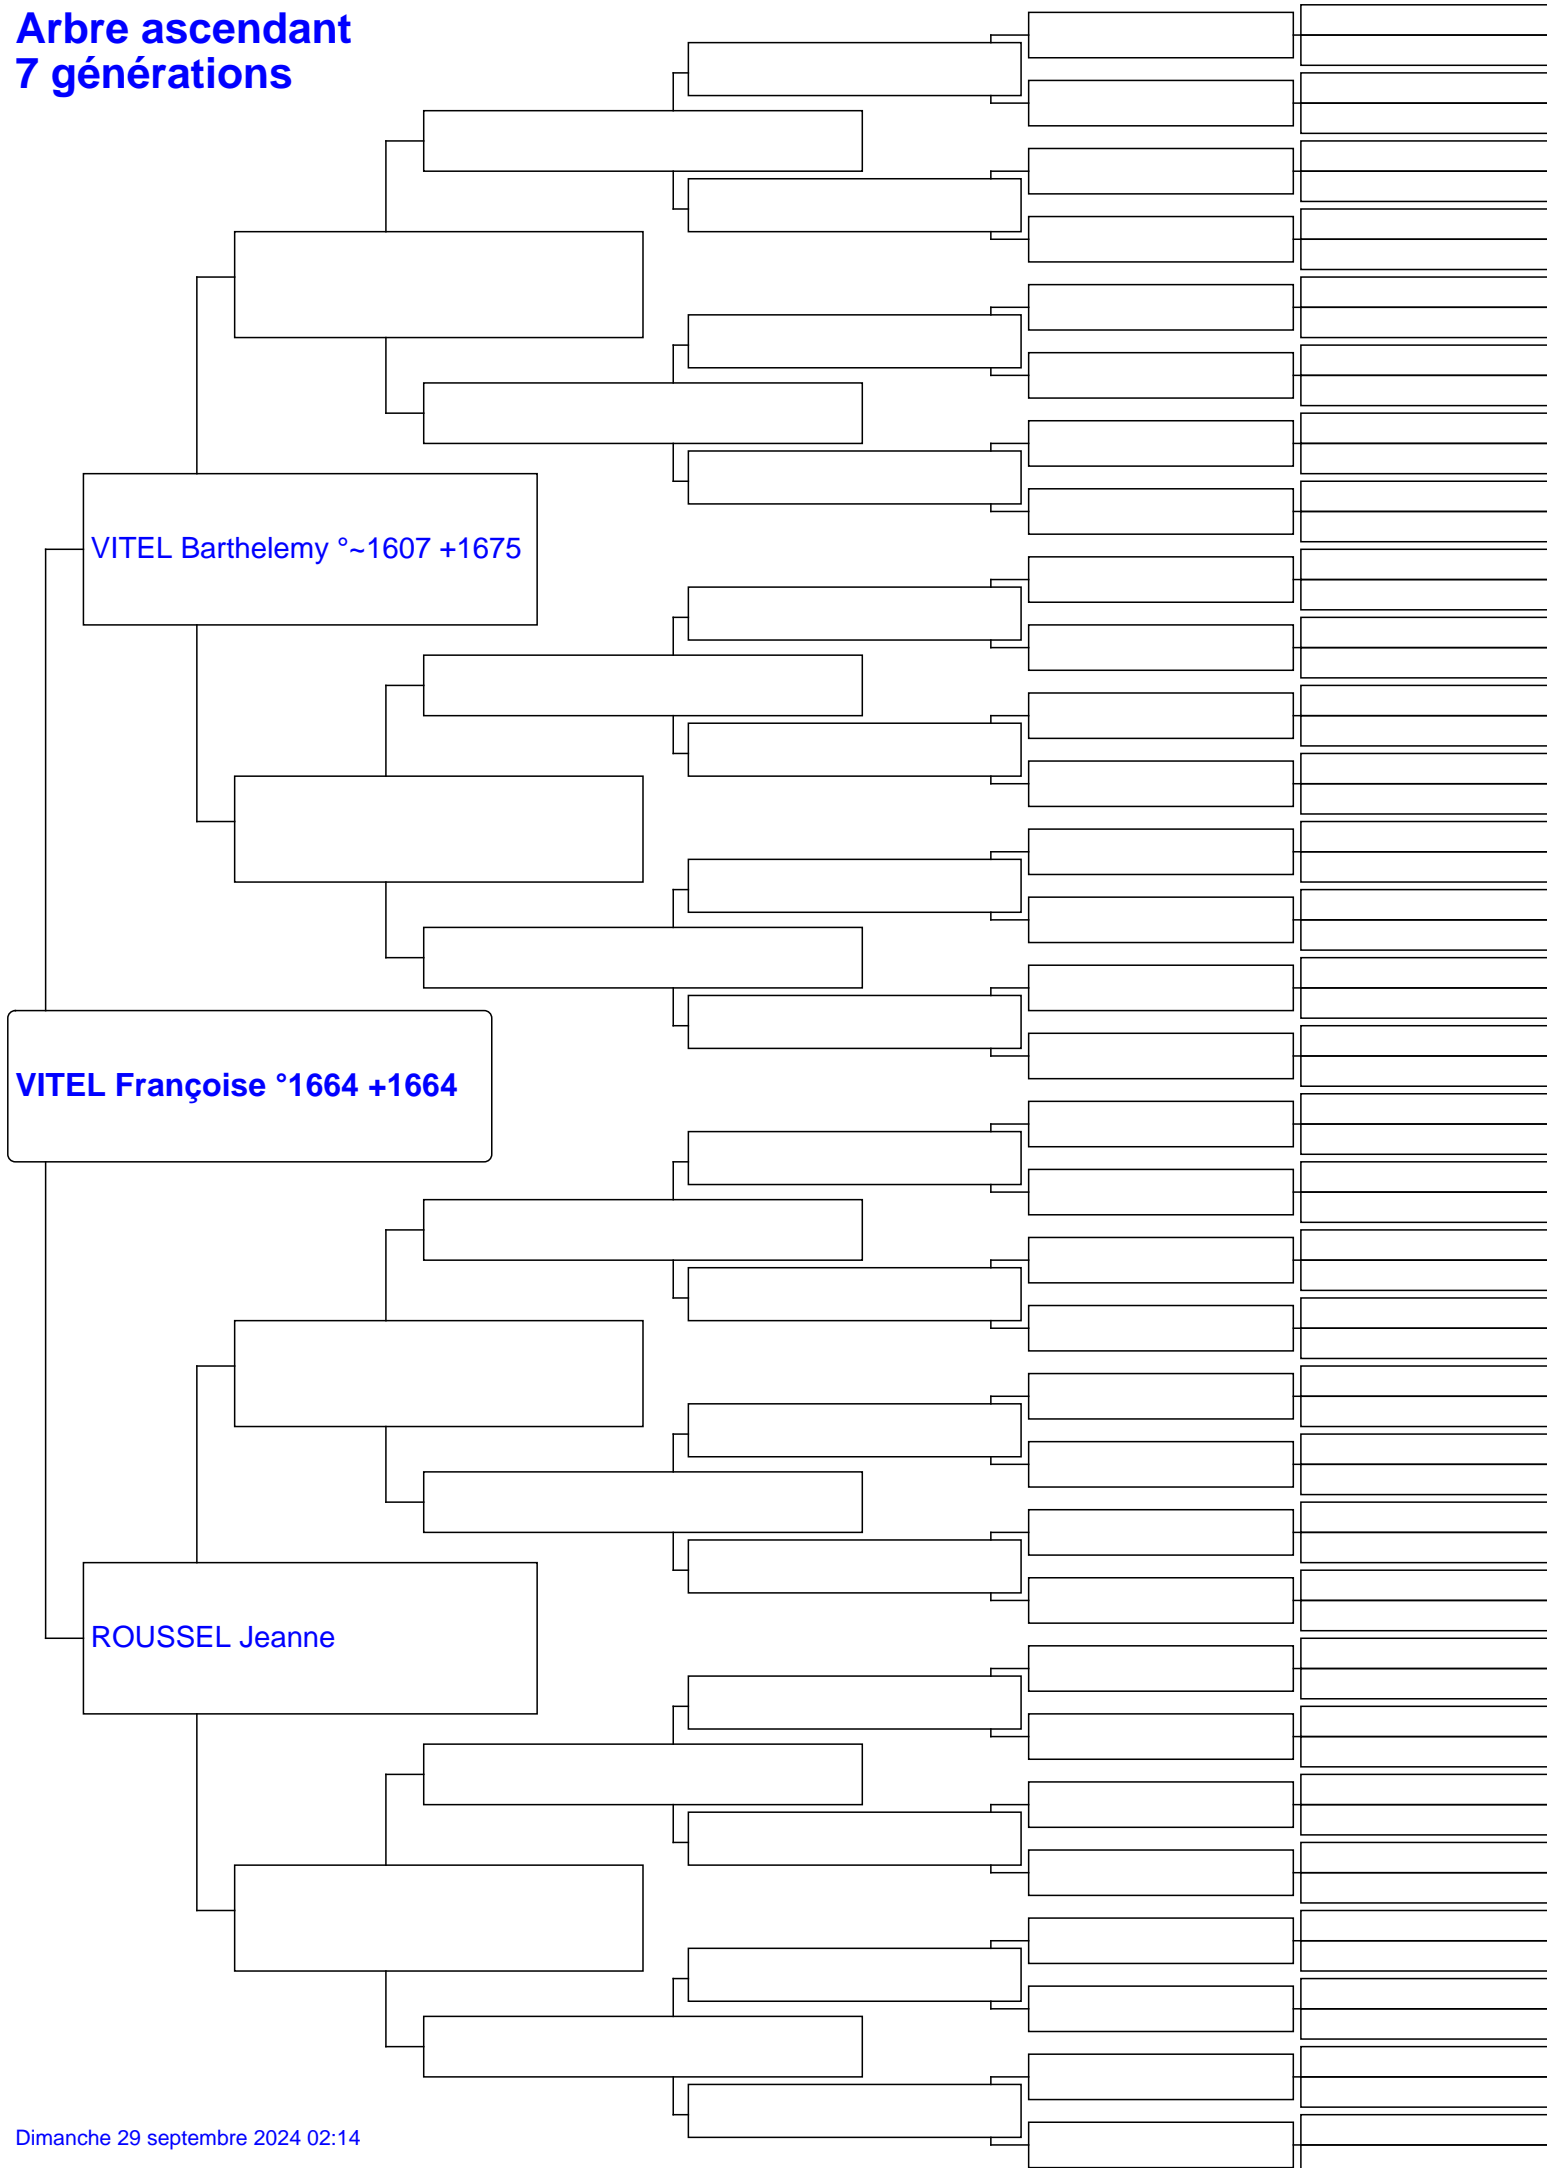 Arbre ascendant
7 générations
VITEL Barthelemy °~1607 +1675
VITEL Françoise °1664 +1664
ROUSSEL Jeanne
Dimanche 29 septembre 2024 02:14